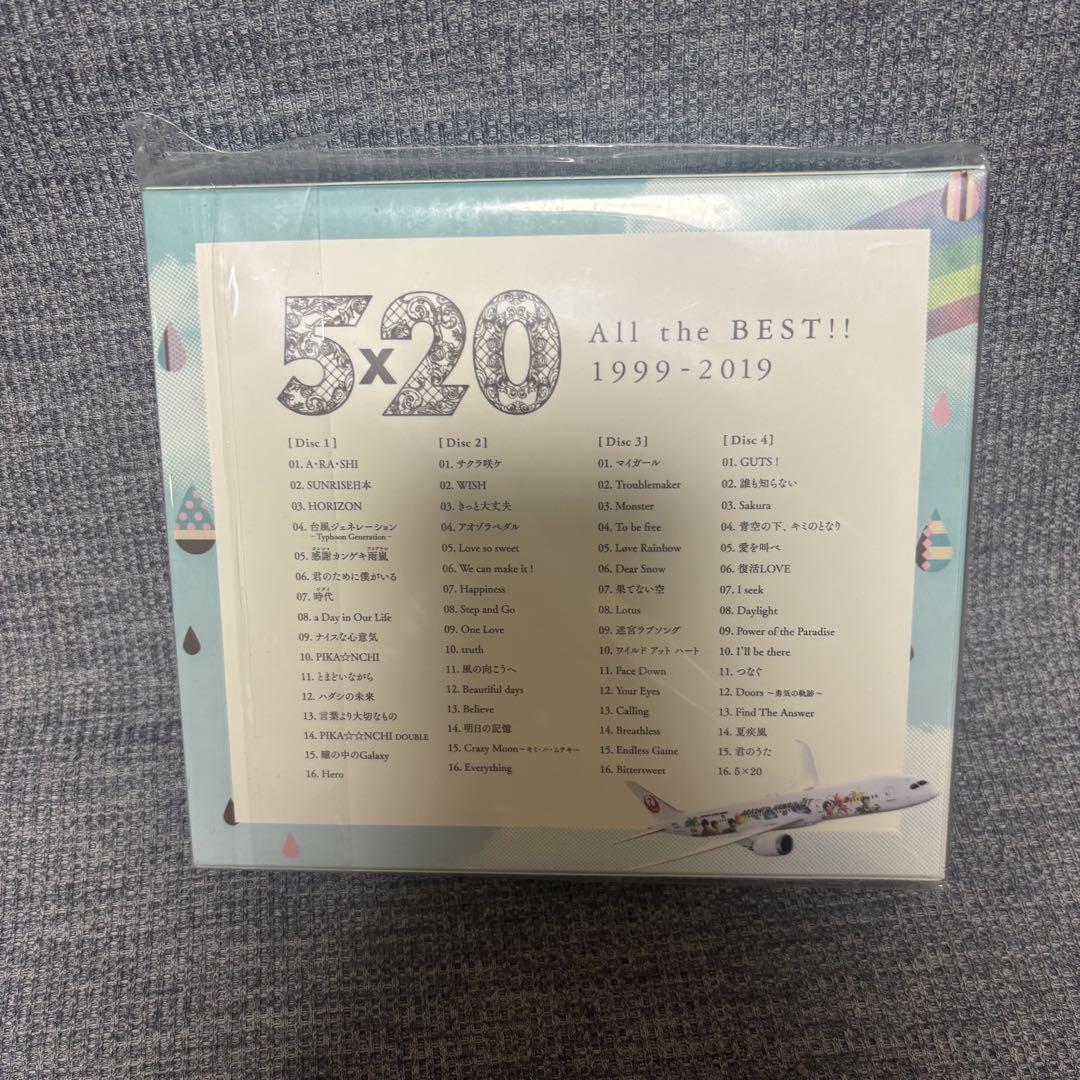 5×20
All the BEST!!
1999-2019
[Disc 1]
01. A・RA・SHI
02. SUNRISE日本
03. HORIZON
04. 台風ジェネレーション
- Typhoon Generation -
カンシャ アメアラシ
05. 感謝カンゲキ雨嵐
06. 君のために僕がいる
ジダイ
07. 時代
08. a Day in Our Life
09. ナイスな心意気
10. PIKA☆NCHI
11. とまどいながら
12. ハダシの未来
13. 言葉より大切なもの
14. PIKA☆☆NCHI DOUBLE
15. 瞳の中のGalaxy
16. Hero
[Disc 2]
01. サクラ咲ケ
02. WISH
03. きっと大丈夫
04. アオゾラペダル
05. Love so sweet
06. We can make it !
07. Happiness
08. Step and Go
09. One Love
10. truth
11. 風の向こうへ
12. Beautiful days
13. Believe
14. 明日の記憶
15. Crazy Moon～キミ・ハ・ムテキ～
16. Everything
[Disc 3]
01. マイガール
02. Troublemaker
03. Monster
04. To be free
05. Løve Rainbow
06. Dear Snow
07. 果てない空
08. Lotus
09. 迷宮ラブソング
10. ワイルド アット ハート
11. Face Down
12. Your Eyes
13. Calling
14. Breathless
15. Endless Game
16. Bittersweet
[Disc 4]
01. GUTS !
02. 誰も知らない
03. Sakura
04. 青空の下、キミのとなり
05. 愛を叫べ
06. 復活LOVE
07. I seek
08. Daylight
09. Power of the Paradise
10. I'll be there
11. つなぐ
12. Doors ～勇気の軌跡～
13. Find The Answer
14. 夏疾風
15. 君のうた
16. 5×20